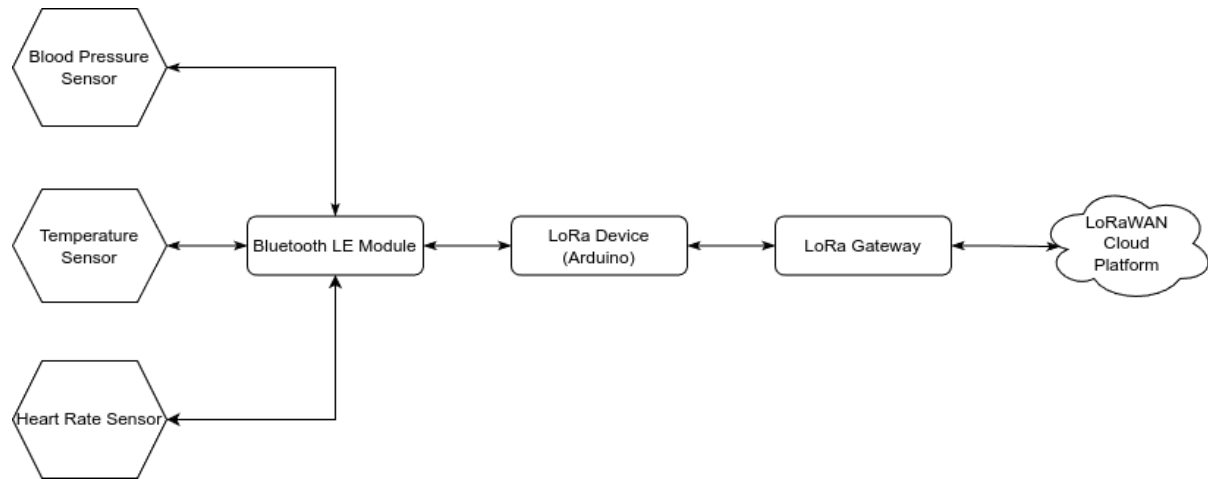 Blood Pressure
Sensor
Temperature
Sensor
Heart Rate Sensor
Bluetooth LE Module
LoRa Device
(Arduino)
LoRa Gateway
LoRaWAN
Cloud
Platform